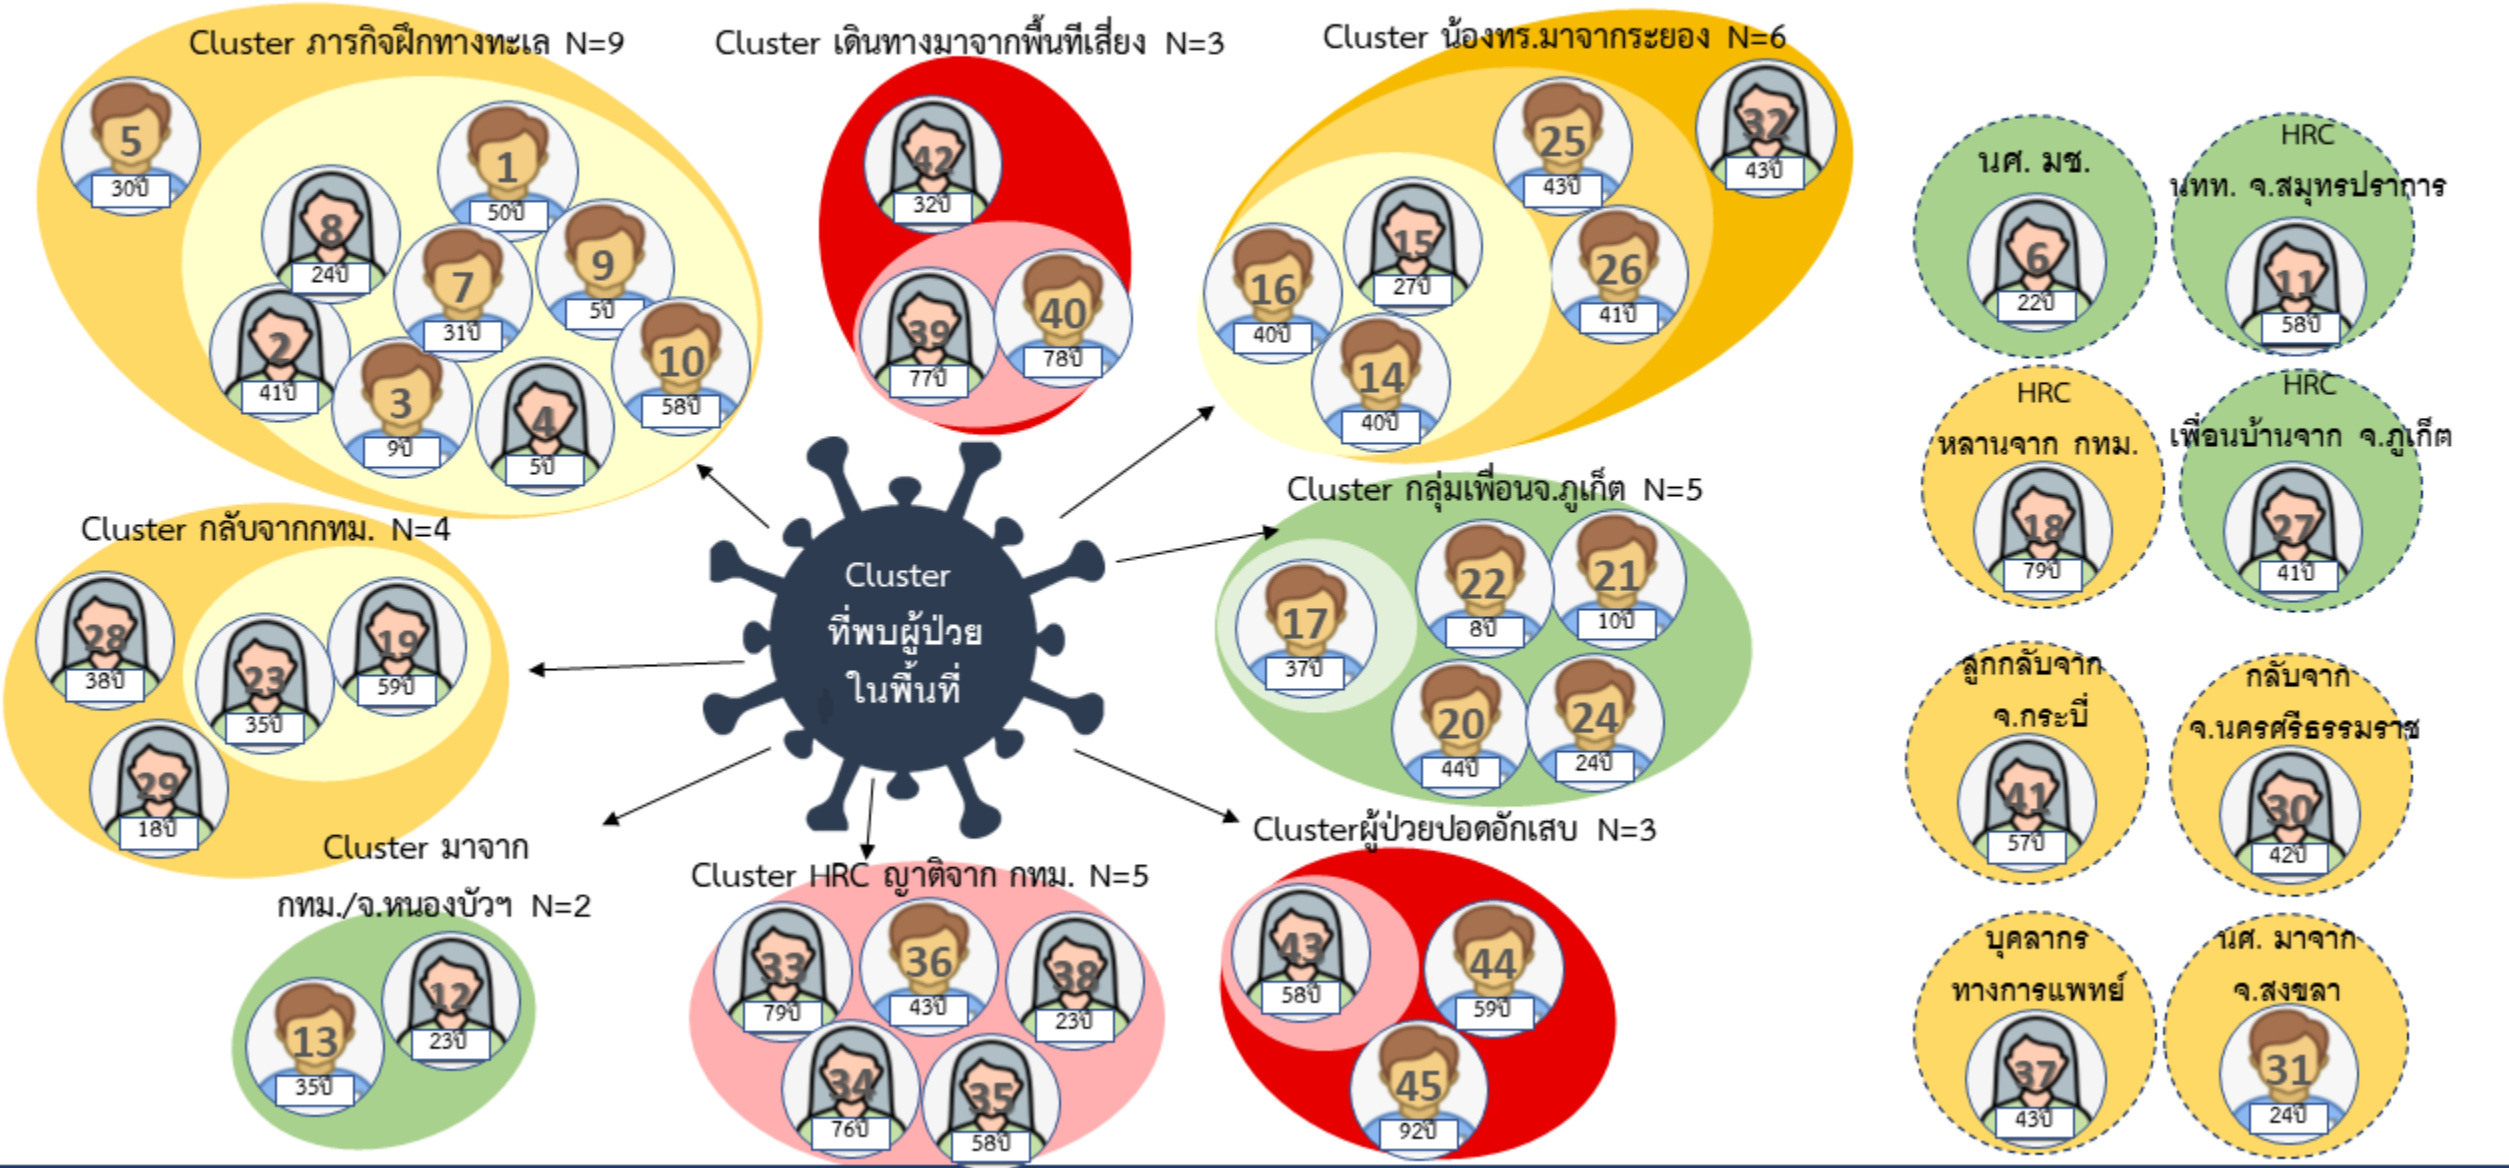 Cluster ภารกิจฝึกทางทะเล N=9
5
30ปี
1
50ปี
8
24ปี
7
31ปี
9
5ปี
2
41ปี
3
9ปี
4
5ปี
10
58ปี
Cluster เดินทางมาจากพื้นที่เสี่ยง N=3
42
32ปี
39
77ปี
40
78ปี
Cluster น้องทร.มาจากระยอง N=6
32
43ปี
25
43ปี
26
41ปี
15
27ปี
16
40ปี
14
40ปี
Cluster กลับจากกทม. N=4
28
38ปี
19
59ปี
23
35ปี
29
18ปี
Cluster
ที่พบผู้ป่วย
ในพื้นที่
Cluster กลุ่มเพื่อนจ.ภูเก็ต N=5
17
37ปี
22
8ปี
21
10ปี
20
44ปี
24
24ปี
Cluster มาจาก
กทม./จ.หนองบัวฯ N=2
13
35ปี
12
23ปี
Cluster HRC ญาติจาก กทม. N=5
33
79ปี
36
43ปี
38
23ปี
34
76ปี
35
58ปี
Clusterผู้ป่วยปอดอักเสบ N=3
43
58ปี
44
59ปี
45
92ปี
นศ. มช.
6
22ปี
HRC
นทท. จ.สมุทรปราการ
11
58ปี
HRC
หลานจาก กทม.
18
79ปี
HRC
เพื่อนบ้านจาก จ.ภูเก็ต
27
41ปี
ลูกกลับจาก
จ.กระบี่
41
57ปี
กลับจาก
จ.นครศรีธรรมราช
30
42ปี
บุคลากร
ทางการแพทย์
37
43ปี
นศ. มาจาก
จ.สงขลา
31
24ปี